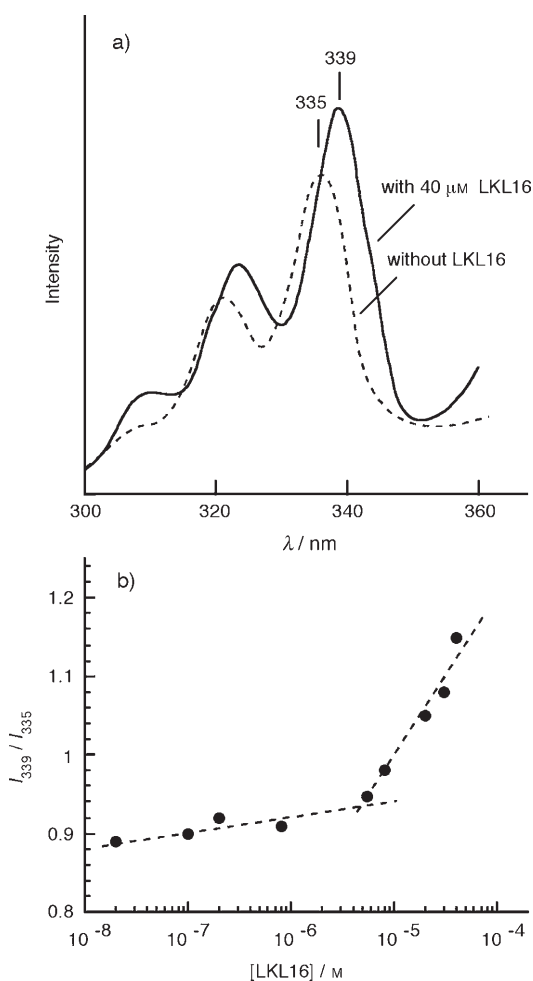 a)
339
335
with 40 μM LKL16
without LKL16
Intensity
300 320 340 360
λ / nm
b)
1.2
1.1
1
0.9
0.8
I339 / I335
10⁻⁸ 10⁻⁷ 10⁻⁶ 10⁻⁵ 10⁻⁴
[LKL16] / M